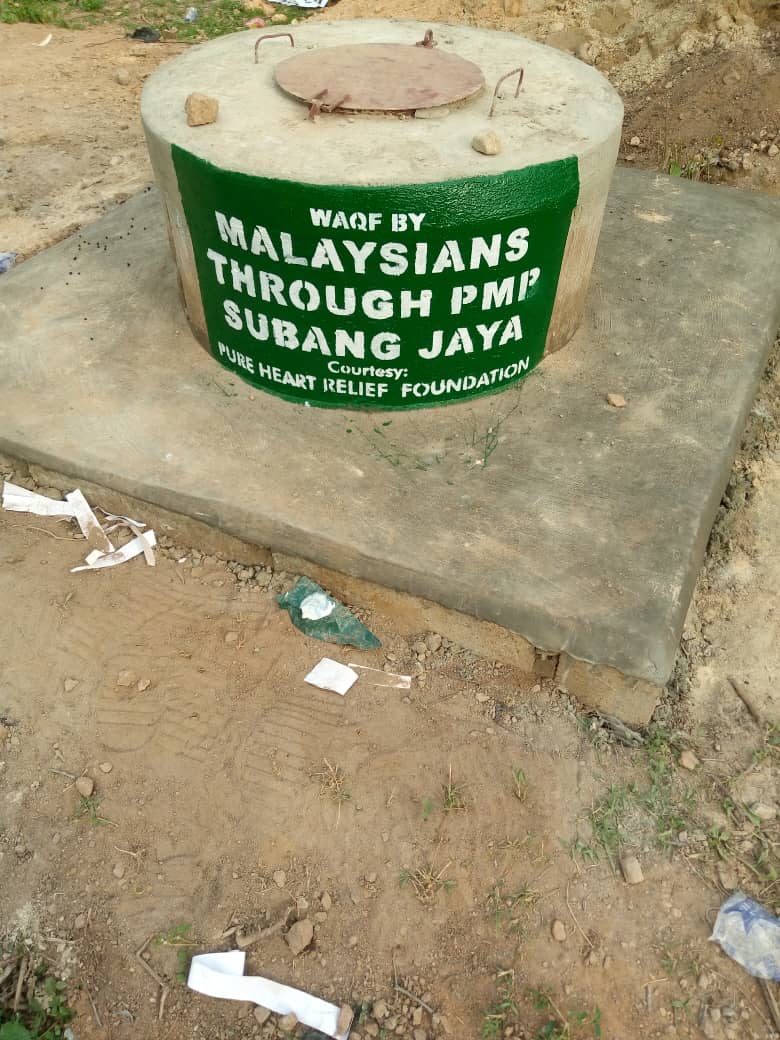 WAQF BY
MALAYSIANS
THROUGH PMP
SUBANG JAYA
Courtesy:
PURE HEART RELIEF FOUNDATION